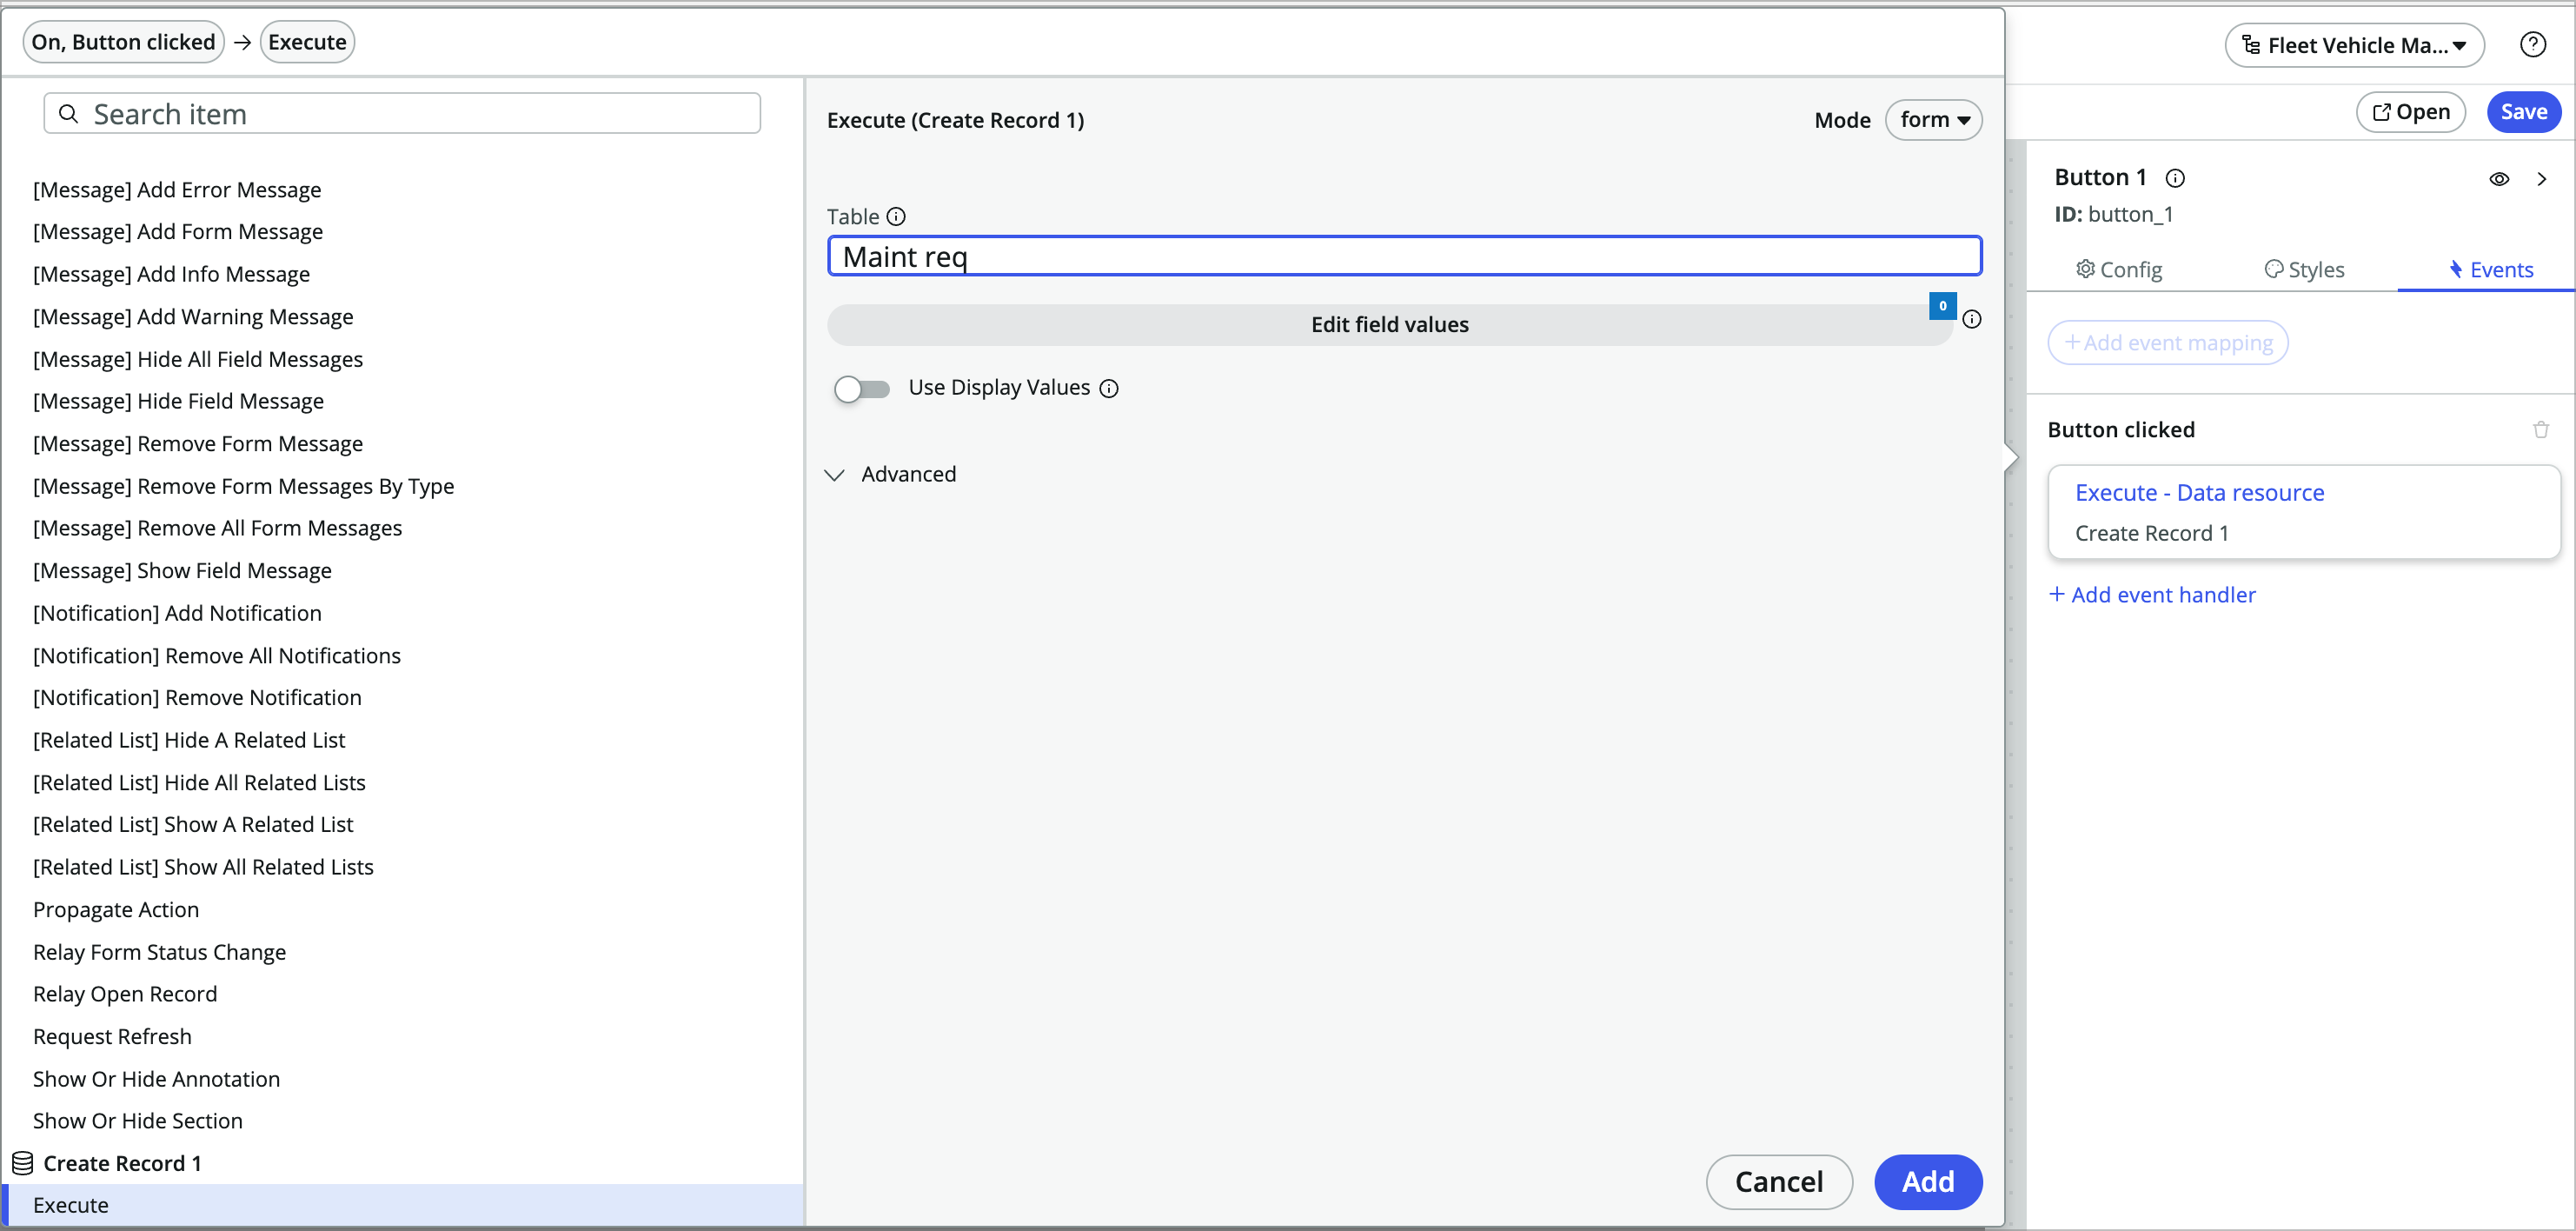 On, Button clicked → Execute
Search item
[Message] Add Error Message
[Message] Add Form Message
[Message] Add Info Message
[Message] Add Warning Message
[Message] Hide All Field Messages
[Message] Hide Field Message
[Message] Remove Form Message
[Message] Remove Form Messages By Type
[Message] Remove All Form Messages
[Message] Show Field Message
[Notification] Add Notification
[Notification] Remove All Notifications
[Notification] Remove Notification
[Related List] Hide A Related List
[Related List] Hide All Related Lists
[Related List] Show A Related List
[Related List] Show All Related Lists
Propagate Action
Relay Form Status Change
Relay Open Record
Request Refresh
Show Or Hide Annotation
Show Or Hide Section
Create Record 1
Execute
Execute (Create Record 1)
Mode form
Table
Maint req
Edit field values
0
Use Display Values
Advanced
Cancel
Add
Fleet Vehicle Ma...
Open
Save
Button 1
ID: button_1
Config
Styles
Events
+ Add event mapping
Button clicked
Execute - Data resource
Create Record 1
+ Add event handler